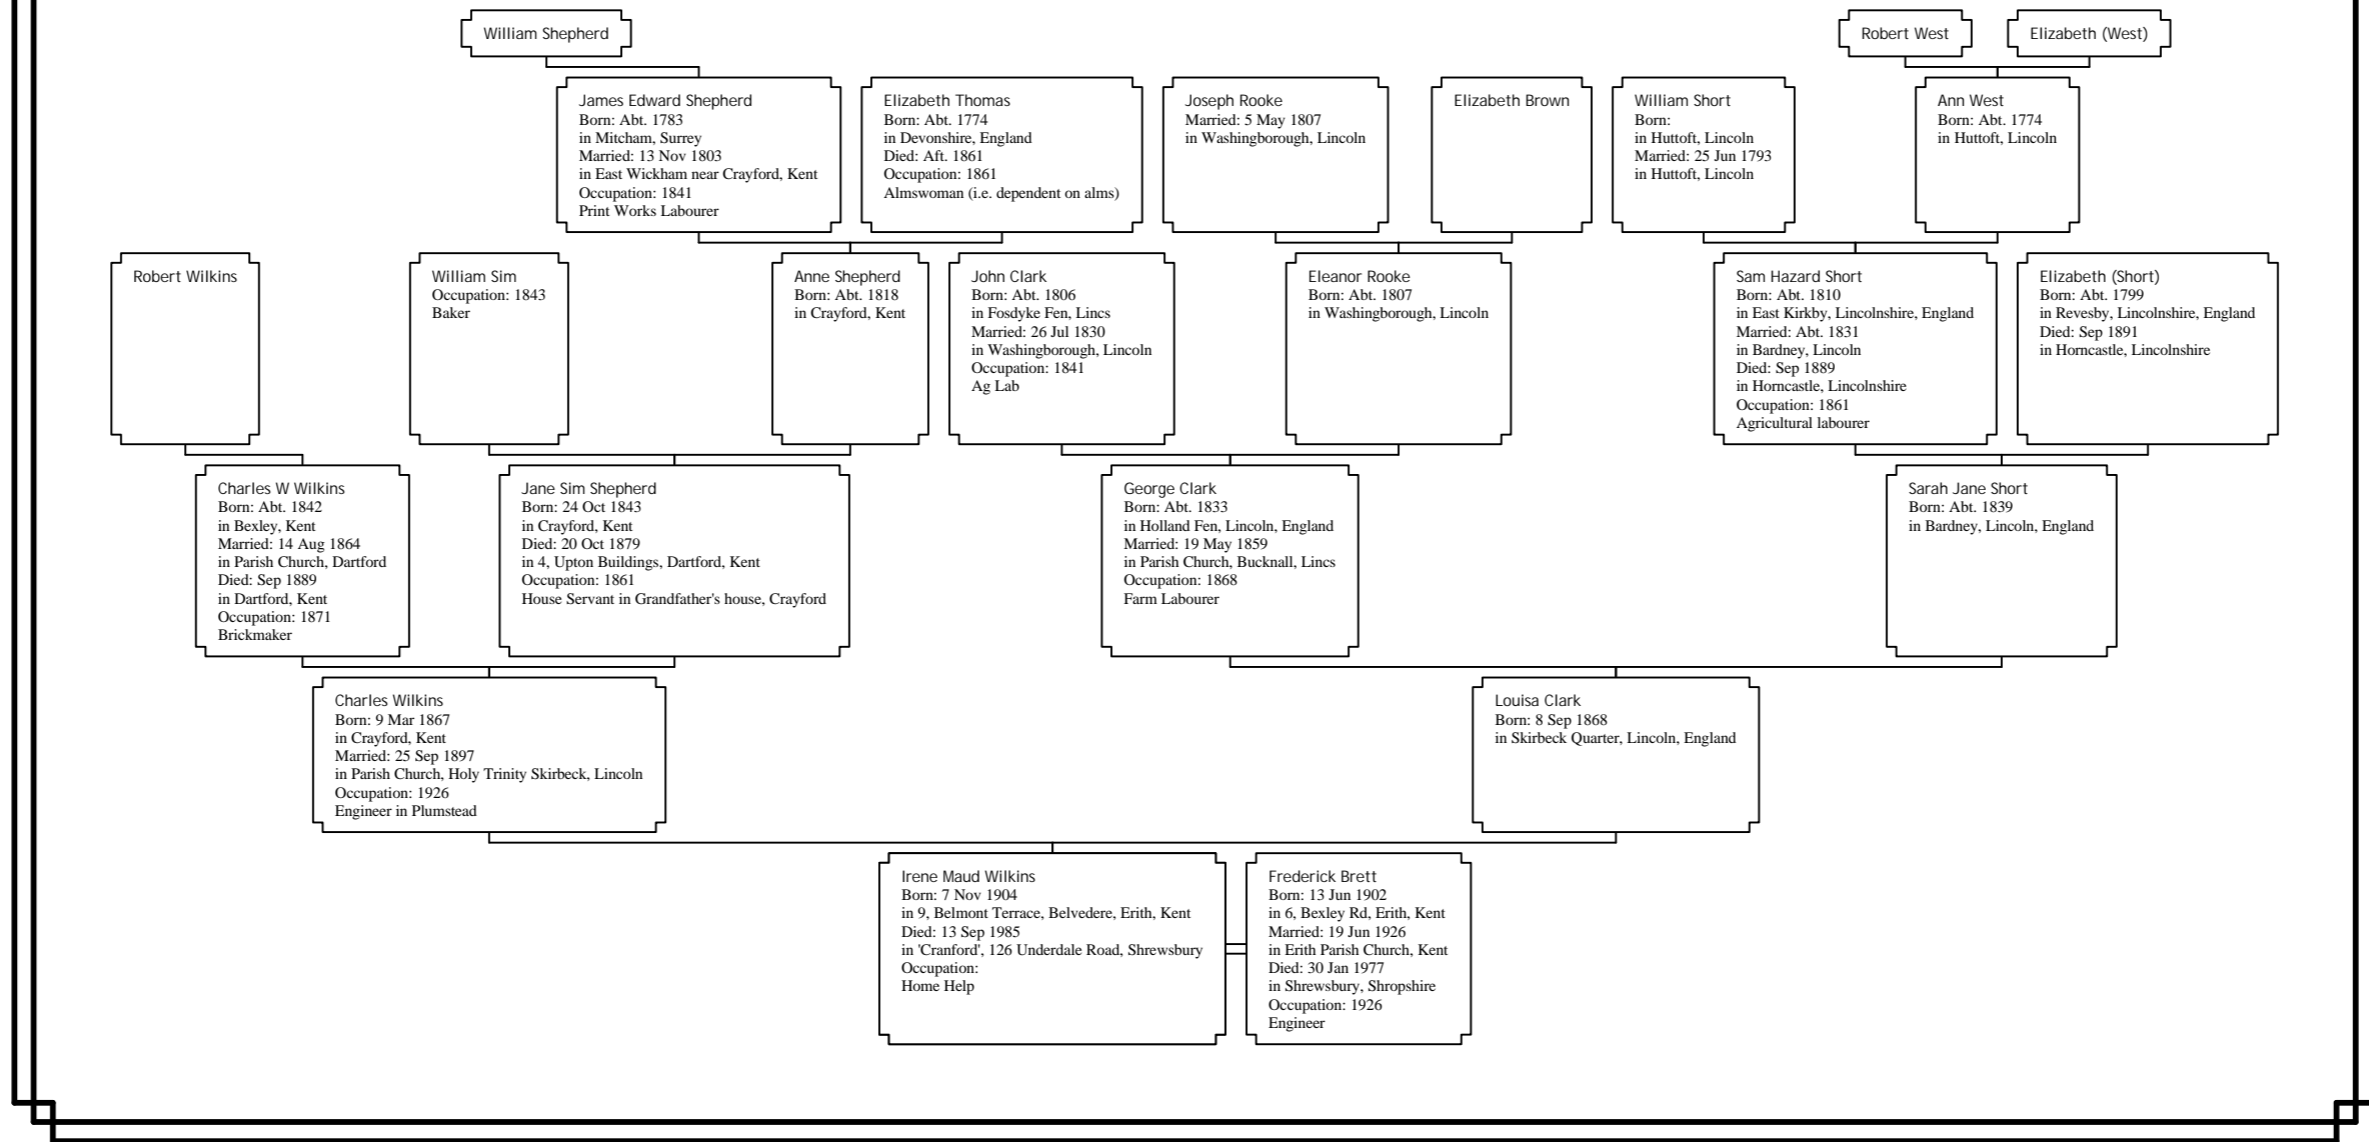 William Shepherd
Robert West
Elizabeth (West)
James Edward Shepherd
Born: Abt. 1783
in Mitcham, Surrey
Married: 13 Nov 1803
in East Wickham near Crayford, Kent
Occupation: 1841
Print Works Labourer
Elizabeth Thomas
Born: Abt. 1774
in Devonshire, England
Died: Aft. 1861
Occupation: 1861
Almswoman (i.e. dependent on alms)
Joseph Rooke
Married: 5 May 1807
in Washingborough, Lincoln
Elizabeth Brown
William Short
Born:
in Huttoft, Lincoln
Married: 25 Jun 1793
in Huttoft, Lincoln
Ann West
Born: Abt. 1774
in Huttoft, Lincoln
Robert Wilkins
William Sim
Occupation: 1843
Baker
Anne Shepherd
Born: Abt. 1818
in Crayford, Kent
John Clark
Born: Abt. 1806
in Fosdyke Fen, Lincs
Married: 26 Jul 1830
in Washingborough, Lincoln
Occupation: 1841
Ag Lab
Eleanor Rooke
Born: Abt. 1807
in Washingborough, Lincoln
Sam Hazard Short
Born: Abt. 1810
in East Kirkby, Lincolnshire, England
Married: Abt. 1831
in Bardney, Lincoln
Died: Sep 1889
in Horncastle, Lincolnshire
Occupation: 1861
Agricultural labourer
Elizabeth (Short)
Born: Abt. 1799
in Revesby, Lincolnshire, England
Died: Sep 1891
in Horncastle, Lincolnshire
Charles W Wilkins
Born: Abt. 1842
in Bexley, Kent
Married: 14 Aug 1864
in Parish Church, Dartford
Died: Sep 1889
in Dartford, Kent
Occupation: 1871
Brickmaker
Jane Sim Shepherd
Born: 24 Oct 1843
in Crayford, Kent
Died: 20 Oct 1879
in 4, Upton Buildings, Dartford, Kent
Occupation: 1861
House Servant in Grandfather's house, Crayford
George Clark
Born: Abt. 1833
in Holland Fen, Lincoln, England
Married: 19 May 1859
in Parish Church, Bucknall, Lincs
Occupation: 1868
Farm Labourer
Sarah Jane Short
Born: Abt. 1839
in Bardney, Lincoln, England
Charles Wilkins
Born: 9 Mar 1867
in Crayford, Kent
Married: 25 Sep 1897
in Parish Church, Holy Trinity Skirbeck, Lincoln
Occupation: 1926
Engineer in Plumstead
Louisa Clark
Born: 8 Sep 1868
in Skirbeck Quarter, Lincoln, England
Irene Maud Wilkins
Born: 7 Nov 1904
in 9, Belmont Terrace, Belvedere, Erith, Kent
Died: 13 Sep 1985
in 'Cranford', 126 Underdale Road, Shrewsbury
Occupation:
Home Help
Frederick Brett
Born: 13 Jun 1902
in 6, Bexley Rd, Erith, Kent
Married: 19 Jun 1926
in Erith Parish Church, Kent
Died: 30 Jan 1977
in Shrewsbury, Shropshire
Occupation: 1926
Engineer